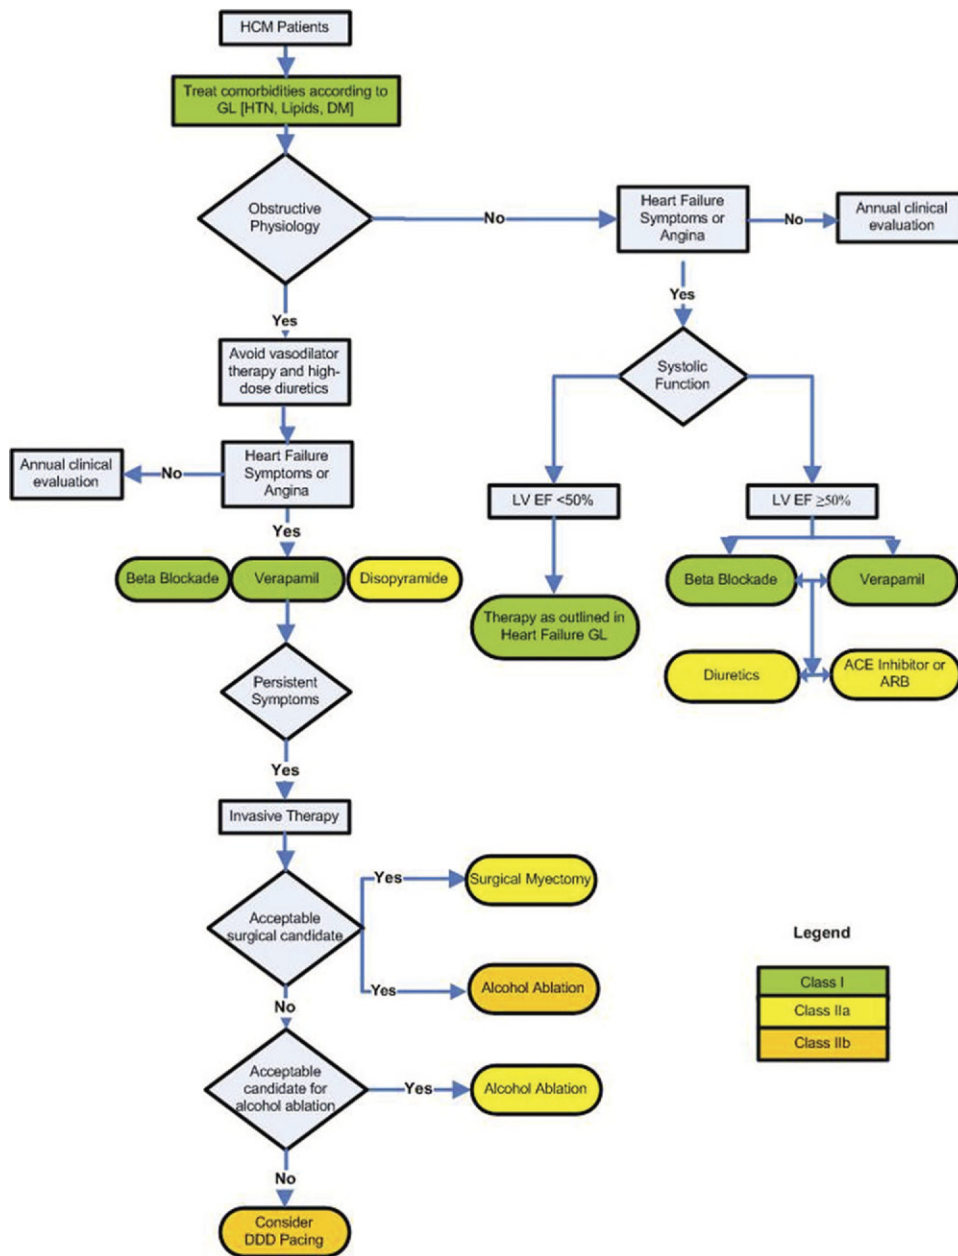 HCM Patients
Treat comorbidities according to
GL [HTN, Lipids, DM]
Obstructive
Physiology
No
Heart Failure
Symptoms or
Angina
No
Annual clinical
evaluation
Yes
Yes
Avoid vasodilator
therapy and high-
dose diuretics
Systolic
Function
Annual clinical
evaluation
No
Heart Failure
Symptoms or
Angina
LV EF <50%
LV EF ≥50%
Yes
Beta Blockade
Verapamil
Disopyramide
Beta Blockade
Verapamil
Therapy as outlined in
Heart Failure GL
Diuretics
ACE Inhibitor or
ARB
Persistent
Symptoms
Yes
Invasive Therapy
Acceptable
surgical candidate
Yes
Surgical Myectomy
Yes
Alcohol Ablation
No
Acceptable
candidate for
alcohol ablation
Yes
Alcohol Ablation
No
Consider
DDD Pacing
Legend
Class I
Class IIa
Class IIb